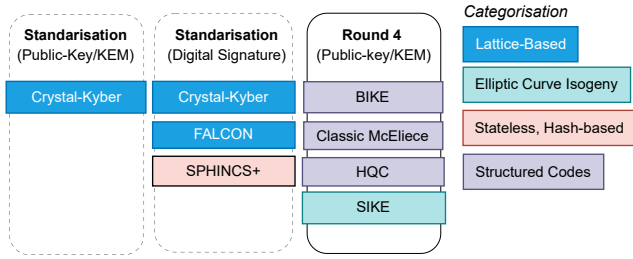 Standarisation
(Public-Key/KEM)
Crystal-Kyber
Standarisation
(Digital Signature)
Crystal-Kyber
FALCON
SPHINCS+
Round 4
(Public-key/KEM)
BIKE
Classic McEliece
HQC
SIKE
Categorisation
Lattice-Based
Elliptic Curve Isogeny
Stateless, Hash-based
Structured Codes